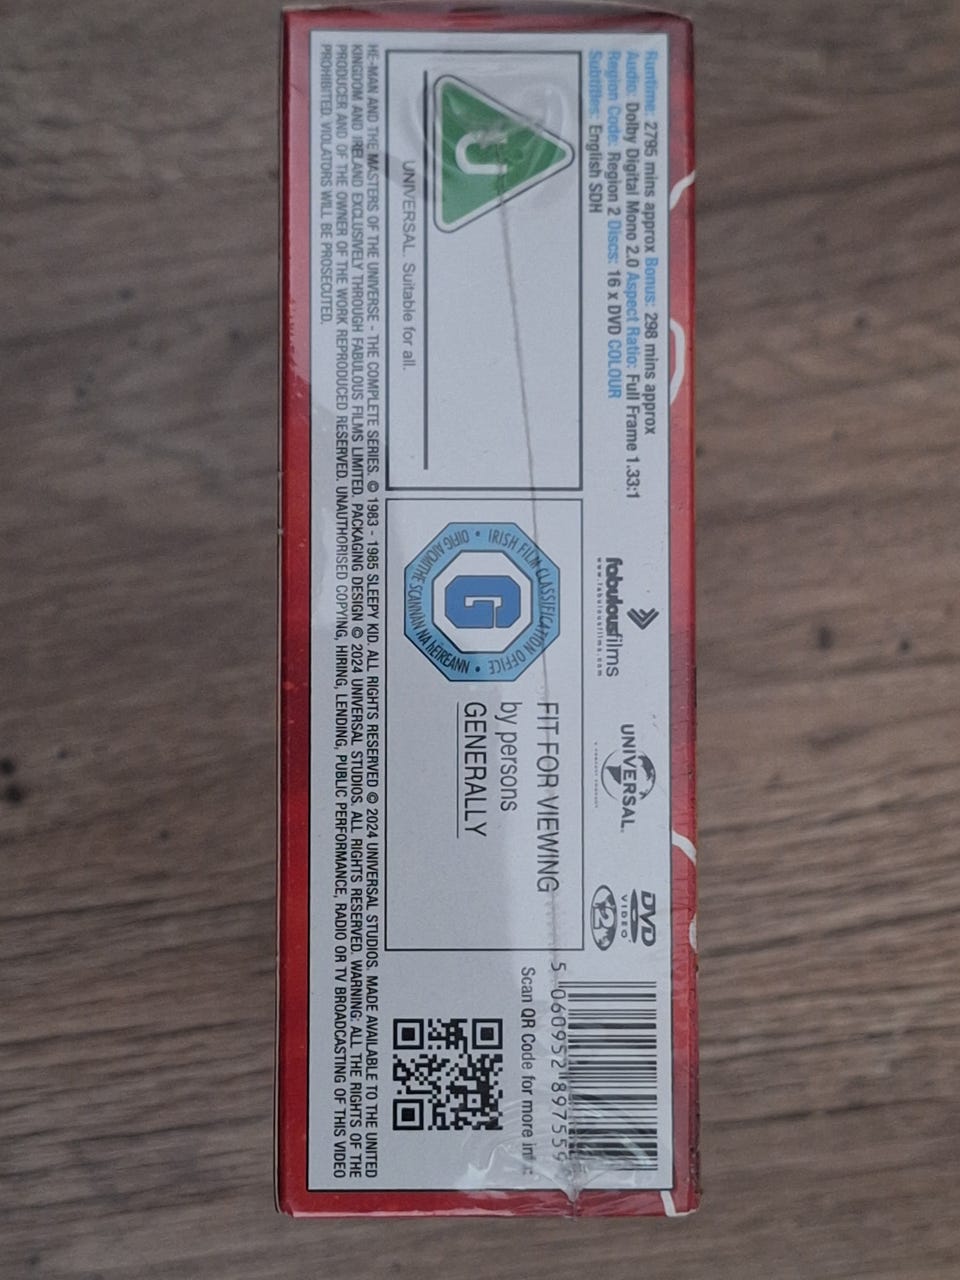 Runtime: 2795 mins approx Bonus: 298 mins approx
Audio: Dolby Digital Mono 2.0 Aspect Ratio: Full Frame 1.33:1
Region Code: Region 2 Discs: 16 x DVD COLOUR
Subtitles: English SDH
fabulousfilms
www.fabulousfilms.com
UNIVERSAL
DVD
VIDEO
2
U
UNIVERSAL. Suitable for all.
IRISH FILM CLASSIFICATION OFFICE
OIFIG AICMITHE SCANNÁN NA hÉIREANN
G
FIT FOR VIEWING
by persons
GENERALLY
5 060952 897559
Scan QR Code for more
HE-MAN AND THE MASTERS OF THE UNIVERSE - THE COMPLETE SERIES. © 1983 - 1985 SLEEPY KID. ALL RIGHTS RESERVED © 2024 UNIVERSAL STUDIOS. MADE AVAILABLE TO THE UNITED
KINGDOM AND IRELAND EXCLUSIVELY THROUGH FABULOUS FILMS LIMITED. PACKAGING DESIGN © 2024 UNIVERSAL STUDIOS. ALL RIGHTS RESERVED. WARNING: ALL THE RIGHTS OF THE
PRODUCER AND OF THE OWNER OF THE WORK REPRODUCED RESERVED. UNAUTHORISED COPYING, HIRING, LENDING, PUBLIC PERFORMANCE, RADIO OR TV BROADCASTING OF THIS VIDEO
PROHIBITED. VIOLATORS WILL BE PROSECUTED.